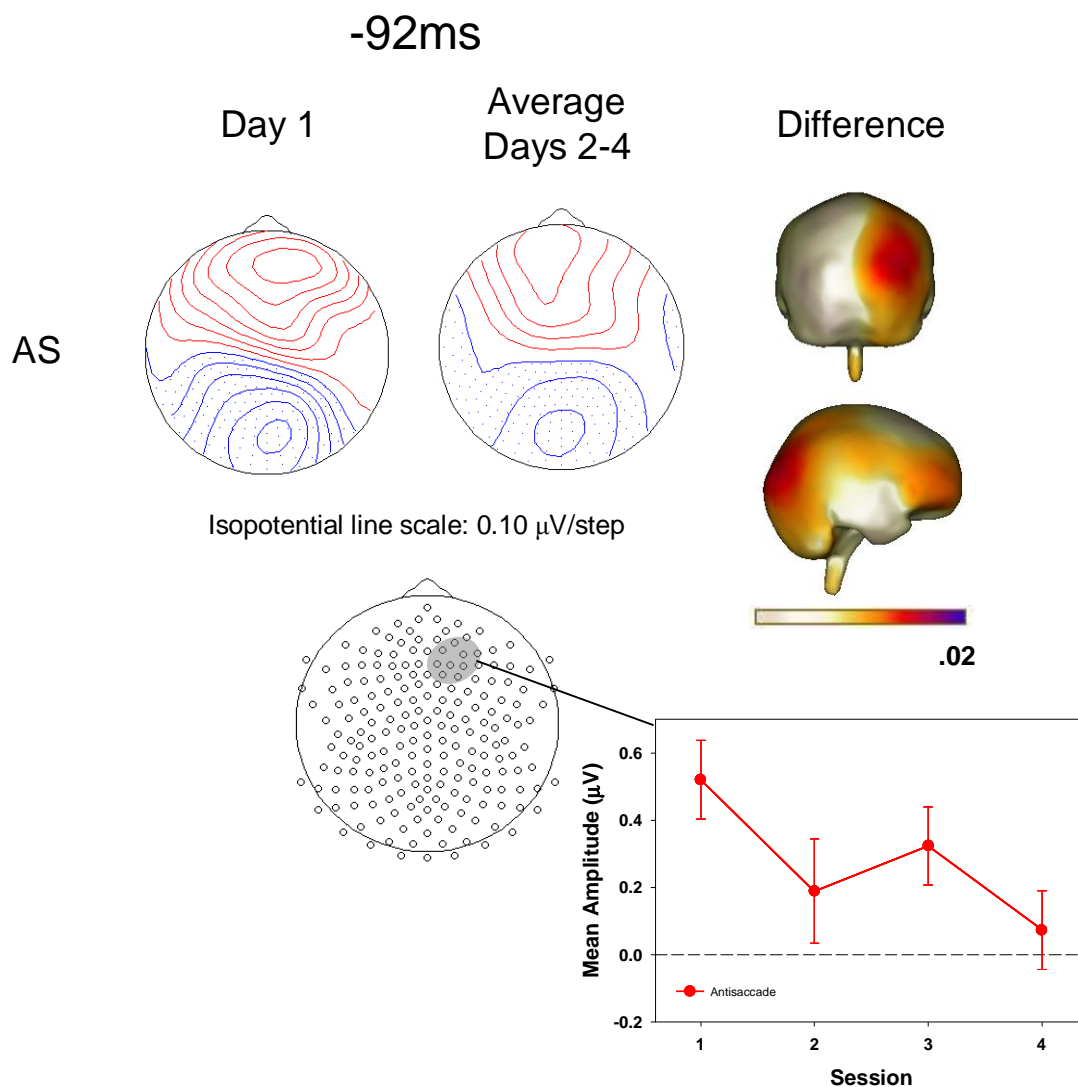 -92ms
Day 1
Average
Days 2-4
Difference
AS
Isopotential line scale: 0.10 μV/step
.02
Mean Amplitude (μV)
0.6
0.4
0.2
0.0
-0.2
Antisaccade
1 2 3 4
Session